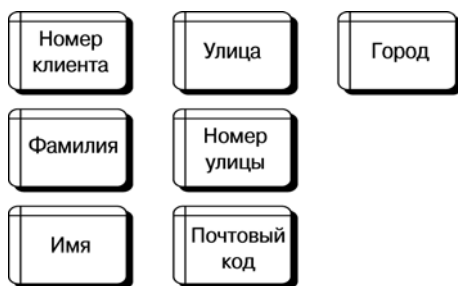 Номер
клиента
Улица
Город
Фамилия
Номер
улицы
Имя
Почтовый
код